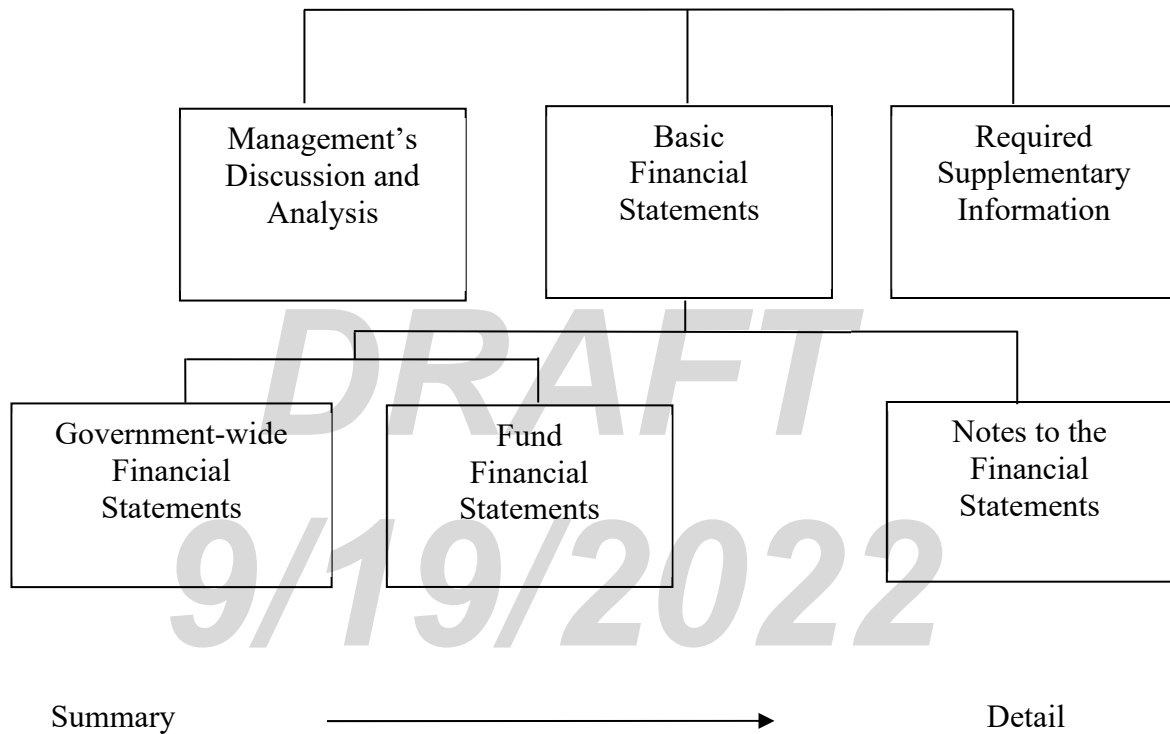 Management’s
Discussion and
Analysis
Basic
Financial
Statements
Required
Supplementary
Information
DRAFT
Government-wide
Financial
Statements
Fund
Financial
Statements
Notes to the
Financial
Statements
9/19/2022
Summary
Detail